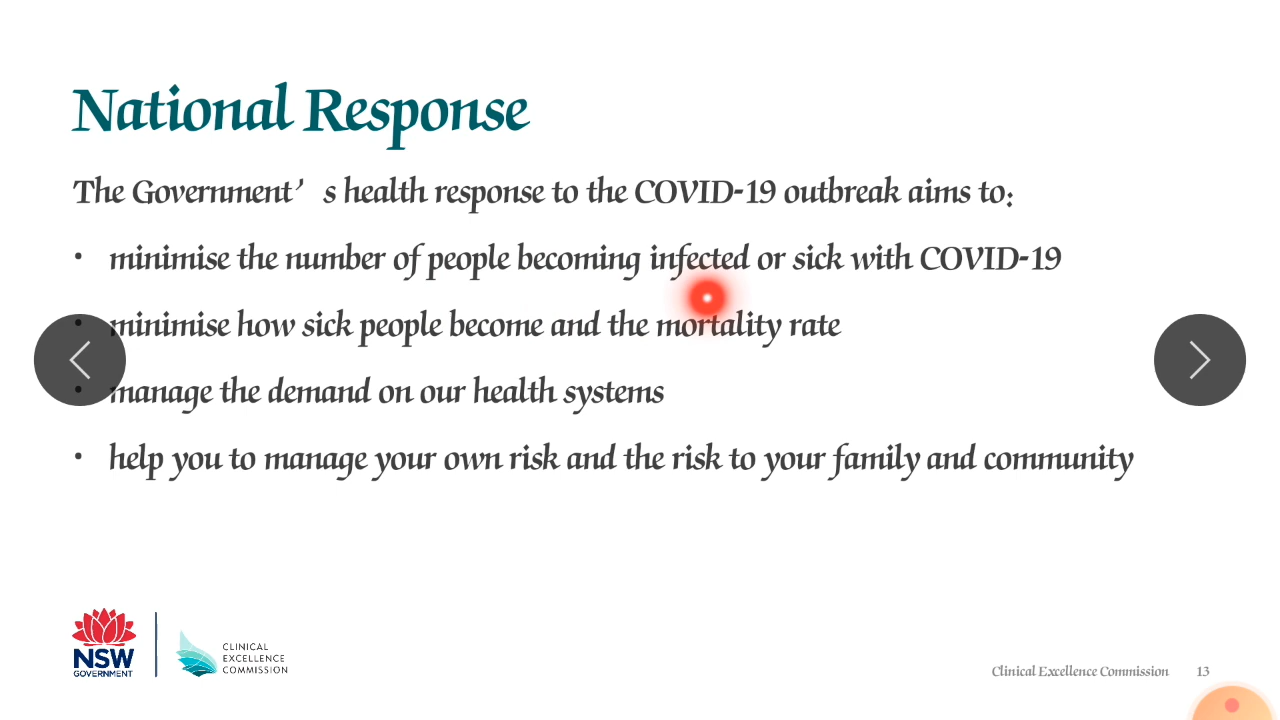 National Response
The Government’ s health response to the COVID-19 outbreak aims to:
• minimise the number of people becoming infected or sick with COVID-19
• minimise how sick people become and the mortality rate
• manage the demand on our health systems
• help you to manage your own risk and the risk to your family and community
NSW
GOVERNMENT
CLINICAL
EXCELLENCE
COMMISSION
Clinical Excellence Commission 13